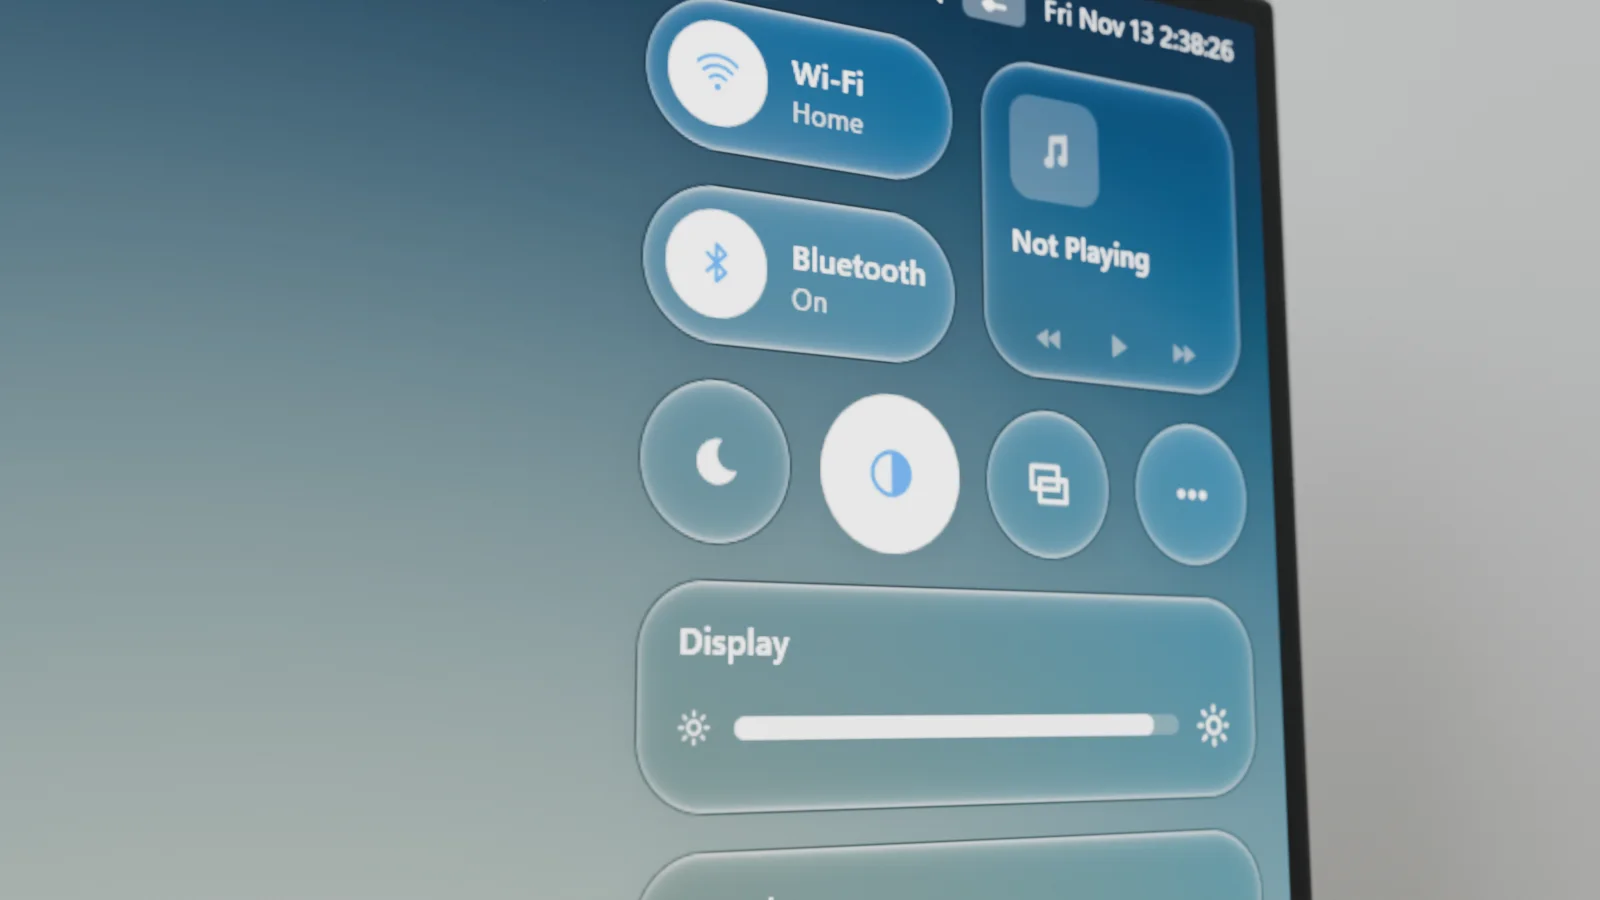 Fri Nov 13 2:38:26
Wi-Fi
Home
Not Playing
Bluetooth
On
Display